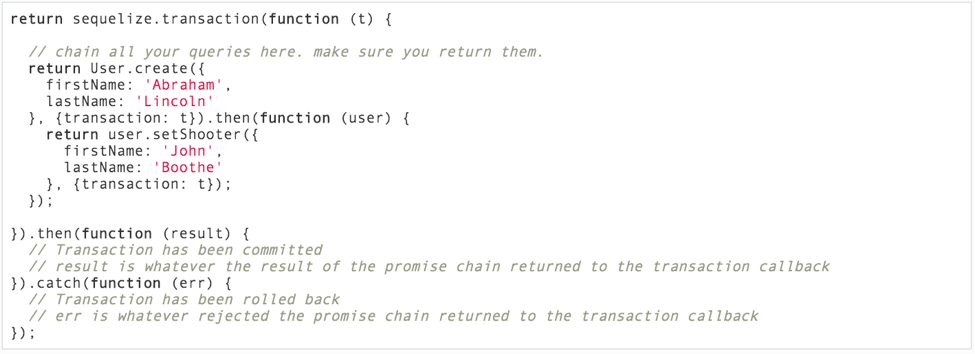 return sequelize.transaction(function (t) {
// chain all your queries here. make sure you return them.
return User.create({
firstName: 'Abraham',
lastName: 'Lincoln'
}, {transaction: t}).then(function (user) {
return user.setShooter({
firstName: 'John',
lastName: 'Boothe'
}, {transaction: t});
});
}).then(function (result) {
// Transaction has been committed
// result is whatever the result of the promise chain returned to the transaction callback
}).catch(function (err) {
// Transaction has been rolled back
// err is whatever rejected the promise chain returned to the transaction callback
});